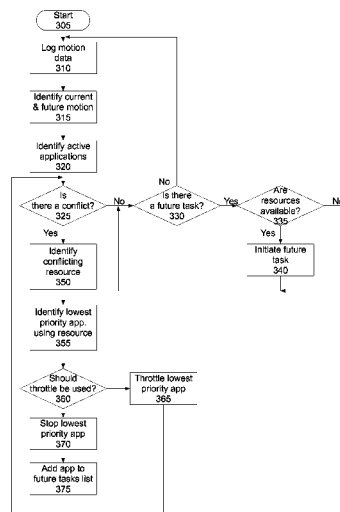 Start
305
Log motion
data
310
Identify current
& future motion
315
Identify active
applications
320
Is
there a conflict?
325
No
Yes
Is there
a future task?
330
No
Yes
Are
resources
available?
335
No
Yes
Initiate future
task
340
Identify
conflicting
resource
350
Identify lowest
priority app.
using resource
355
Should
throttle be used?
360
Throttle lowest
priority app
365
Stop lowest
priority app
370
Add app to
future tasks list
375